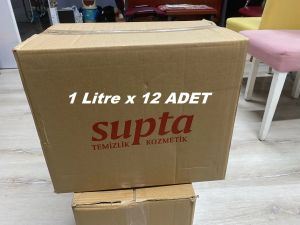 1 Litre x 12 ADET
supta
TEMİZLİK KOZMETİK